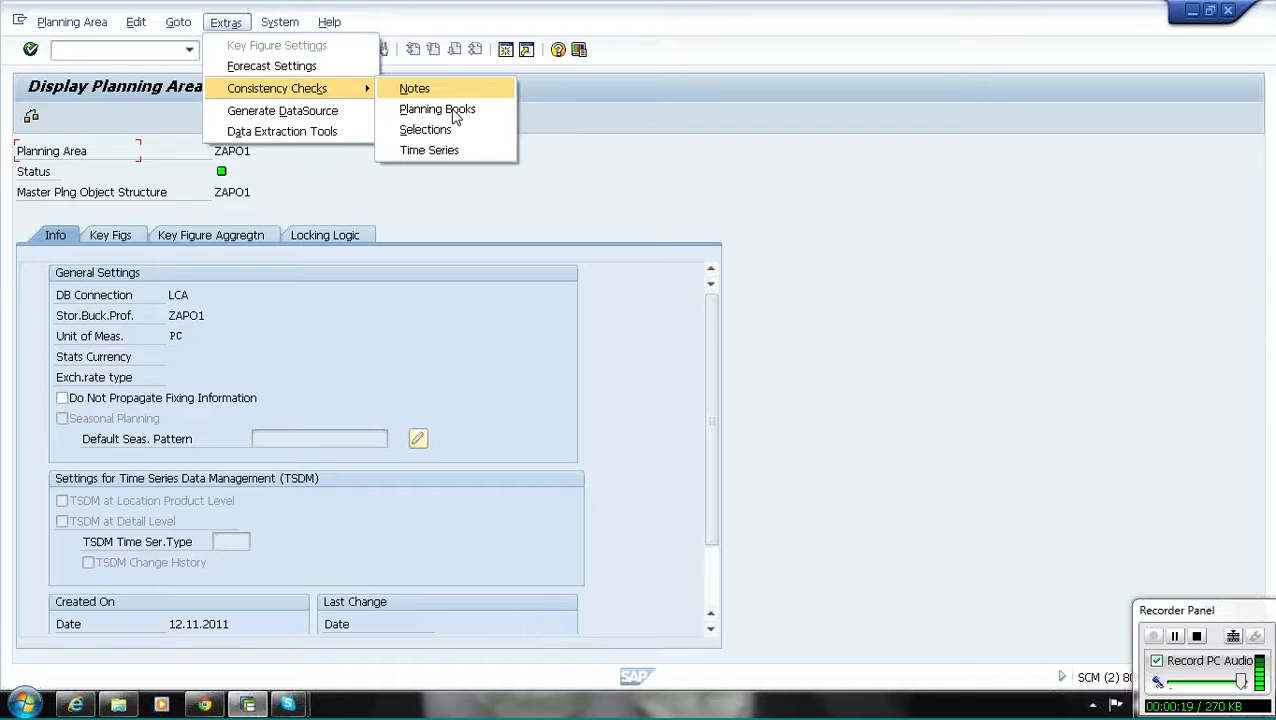 Planning Area Edit Goto Extras System Help
Key Figure Settings
Forecast Settings
Consistency Checks
Generate DataSource
Data Extraction Tools
Notes
Planning Books
Selections
Time Series
Display Planning Area
Planning Area ZAPO1
Status
Master Plng Object Structure ZAPO1
Info Key Figs Key Figure Aggregtn Locking Logic
General Settings
DB Connection LCA
Stor.Buck.Prof. ZAPO1
Unit of Meas. PC
Stats Currency
Exch.rate type
Do Not Propagate Fixing Information
Seasonal Planning
Default Seas. Pattern
Settings for Time Series Data Management (TSDM)
TSDM at Location Product Level
TSDM at Detail Level
TSDM Time Ser.Type
TSDM Change History
Created On Last Change
Date 12.11.2011 Date
Recorder Panel
Record PC Audio
00:00:19 / 270 KB
SAP
SCM (2) 8